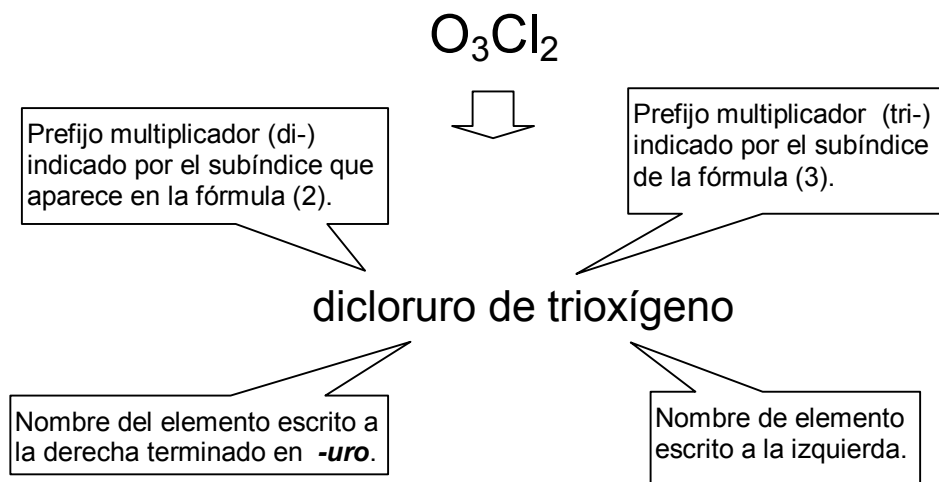 O₃Cl₂
Prefijo multiplicador (di-)
indicado por el subíndice que
aparece en la fórmula (2).
Prefijo multiplicador (tri-)
indicado por el subíndice
de la fórmula (3).
dicloruro de trioxígeno
Nombre del elemento escrito a
la derecha terminado en -uro.
Nombre de elemento
escrito a la izquierda.